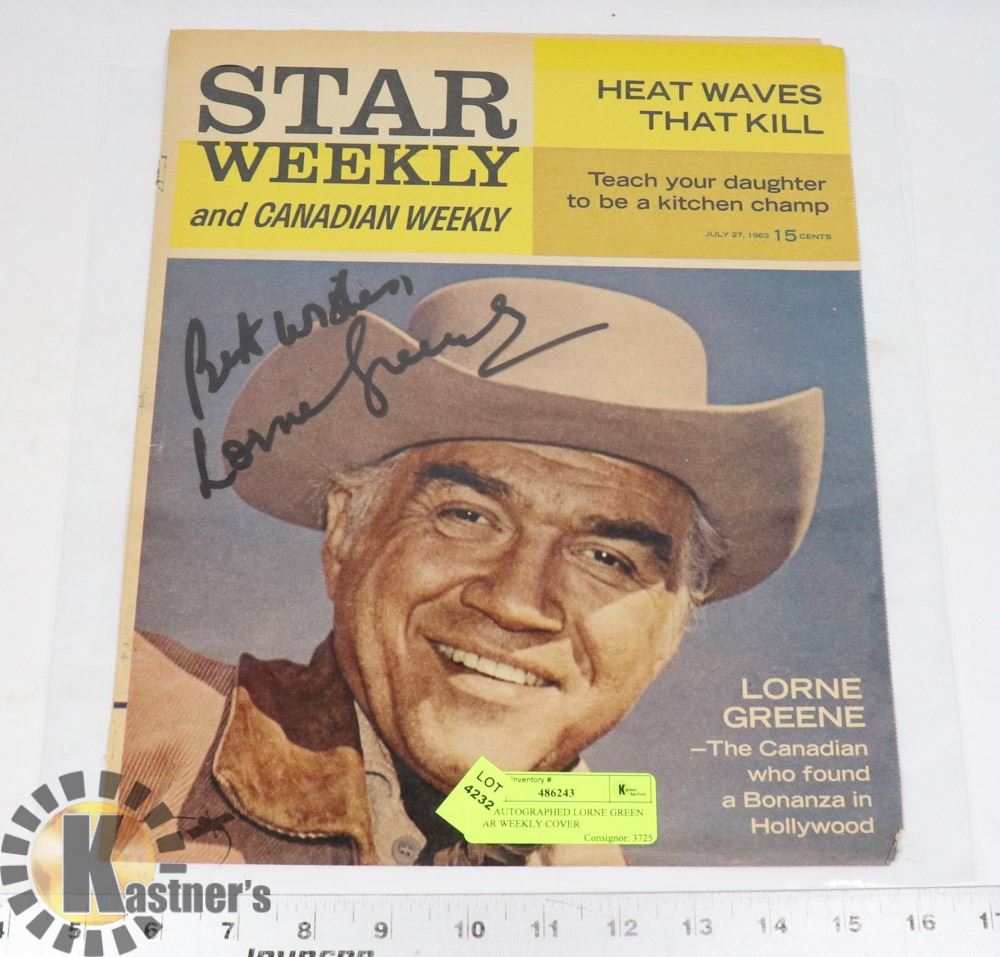 STAR
WEEKLY
and CANADIAN WEEKLY
HEAT WAVES
THAT KILL
Teach your daughter
to be a kitchen champ
JULY 27, 1963 15 CENTS
Best wishes,
Lorne Greene
LORNE
GREENE
—The Canadian
who found
a Bonanza in
Hollywood
LOT
4232
Inventory #
486243
AUTOGRAPHED LORNE GREEN
AR WEEKLY COVER
Consignor: 3725
Kastner's
5 6 7 8 9 10 11 12 13 14 15 16